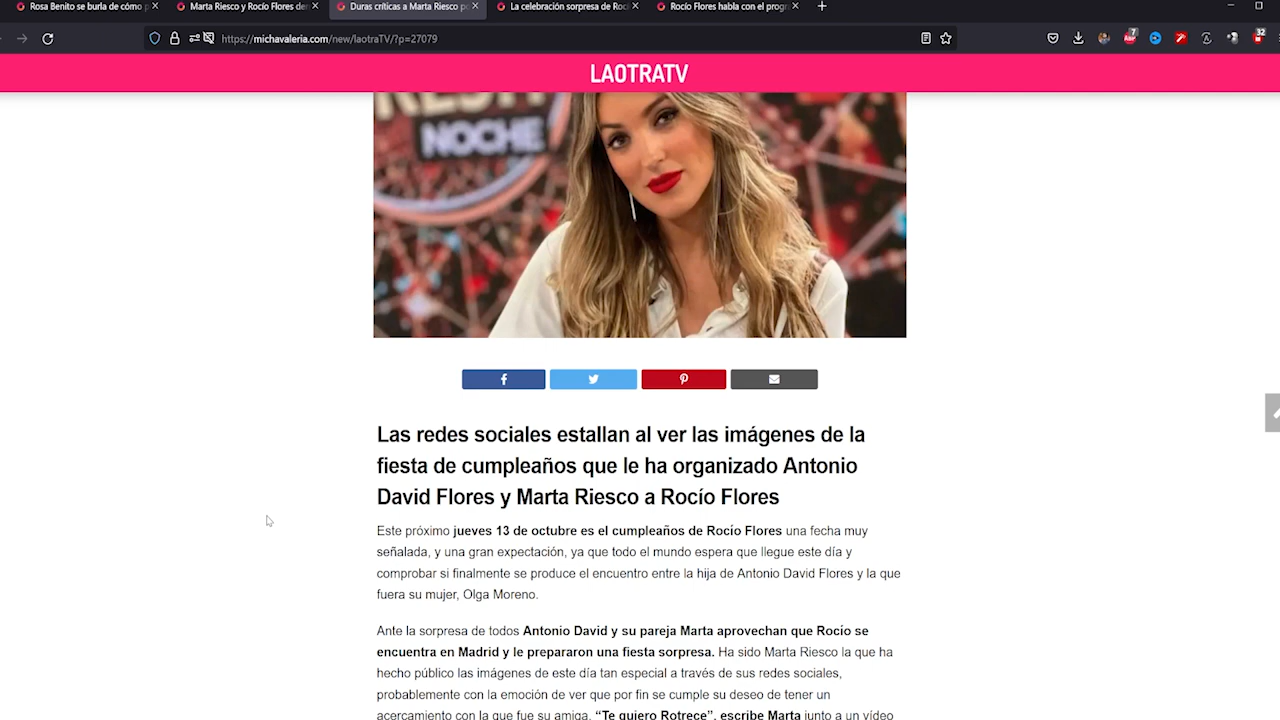 Rosa Benito se burla de cómo p
Marta Riesco y Rocío Flores den
Duras críticas a Marta Riesco po
La celebración sorpresa de Rocí
Rocío Flores habla con el progr
https://michavaleria.com/new/laotraTV/?p=27079
7
32
LAOTRATV
NOCHE
Las redes sociales estallan al ver las imágenes de la
fiesta de cumpleaños que le ha organizado Antonio
David Flores y Marta Riesco a Rocío Flores
Este próximo jueves 13 de octubre es el cumpleaños de Rocío Flores una fecha muy
señalada, y una gran expectación, ya que todo el mundo espera que llegue este día y
comprobar si finalmente se produce el encuentro entre la hija de Antonio David Flores y la que
fuera su mujer, Olga Moreno.
Ante la sorpresa de todos Antonio David y su pareja Marta aprovechan que Rocío se
encuentra en Madrid y le prepararon una fiesta sorpresa. Ha sido Marta Riesco la que ha
hecho público las imágenes de este día tan especial a través de sus redes sociales,
probablemente con la emoción de ver que por fin se cumple su deseo de tener un
acercamiento con la que fue su amiga. “Te quiero Rotrece”, escribe Marta junto a un vídeo